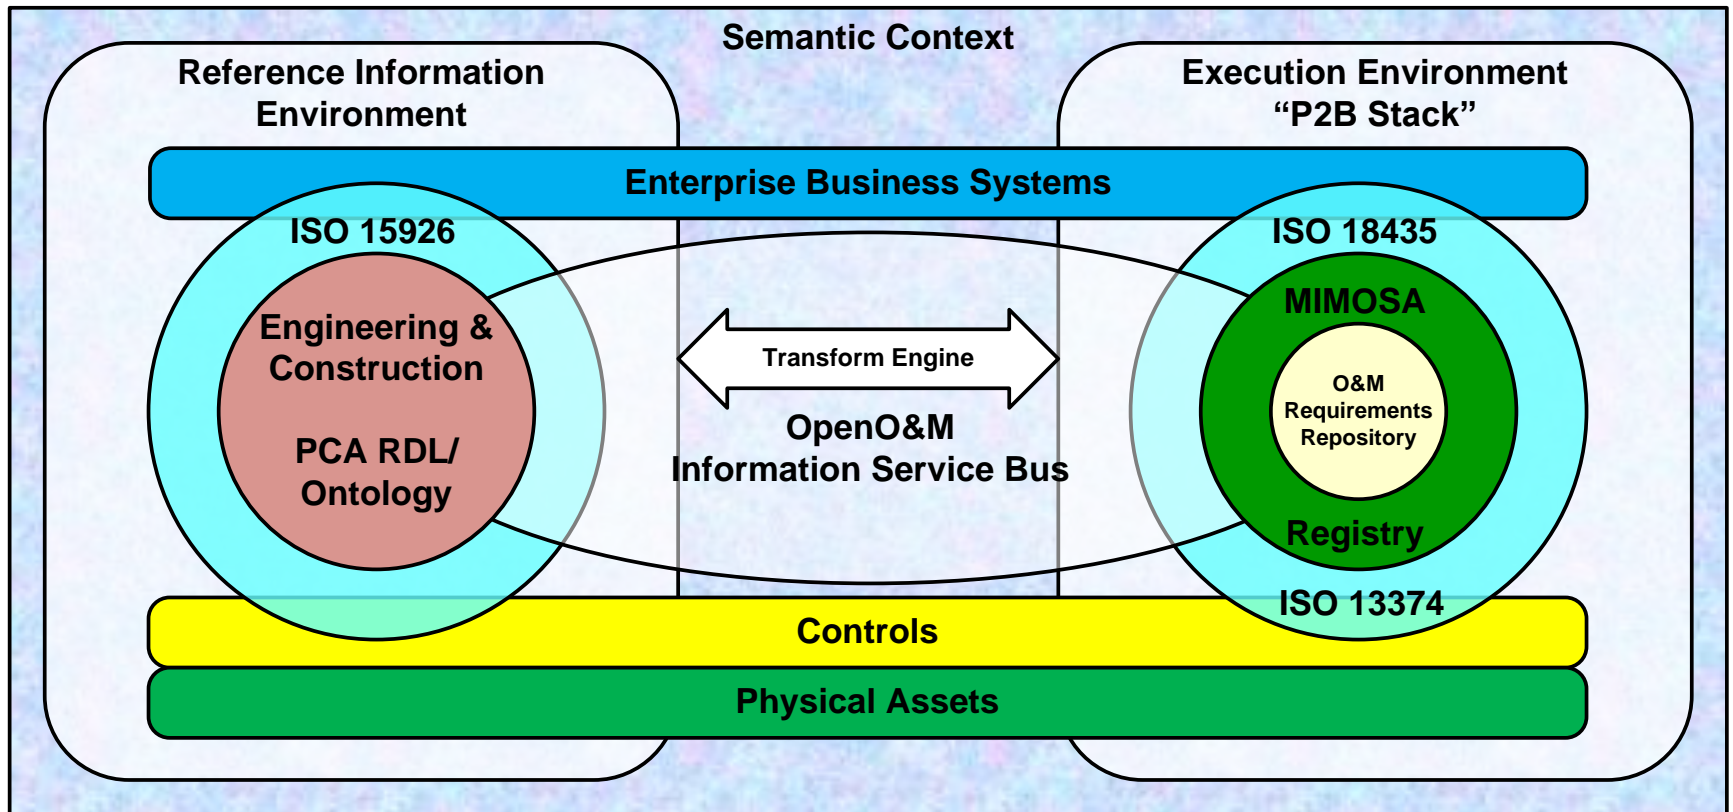 Semantic Context
Reference Information
Environment
Execution Environment
“P2B Stack”
Enterprise Business Systems
ISO 15926
Engineering &
Construction
PCA RDL/
Ontology
Transform Engine
OpenO&M
Information Service Bus
ISO 18435
MIMOSA
O&M
Requirements
Repository
Registry
ISO 13374
Controls
Physical Assets